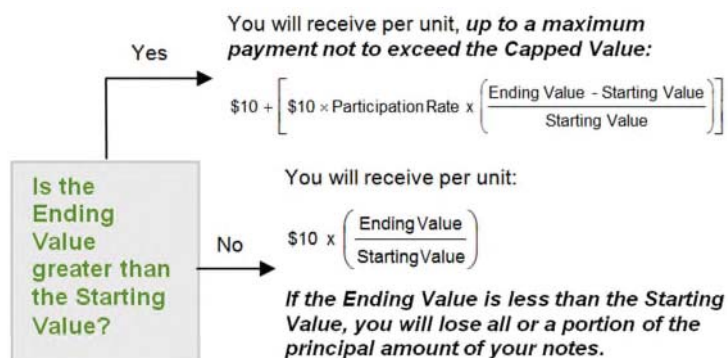 You will receive per unit, up to a maximum
payment not to exceed the Capped Value:
Yes
$10 + [ $10 × Participation Rate x ( Ending Value - Starting Value
Starting Value ) ]
Is the
Ending
Value
greater than
the Starting
Value?
No
You will receive per unit:
$10 x ( Ending Value
Starting Value )
If the Ending Value is less than the Starting
Value, you will lose all or a portion of the
principal amount of your notes.